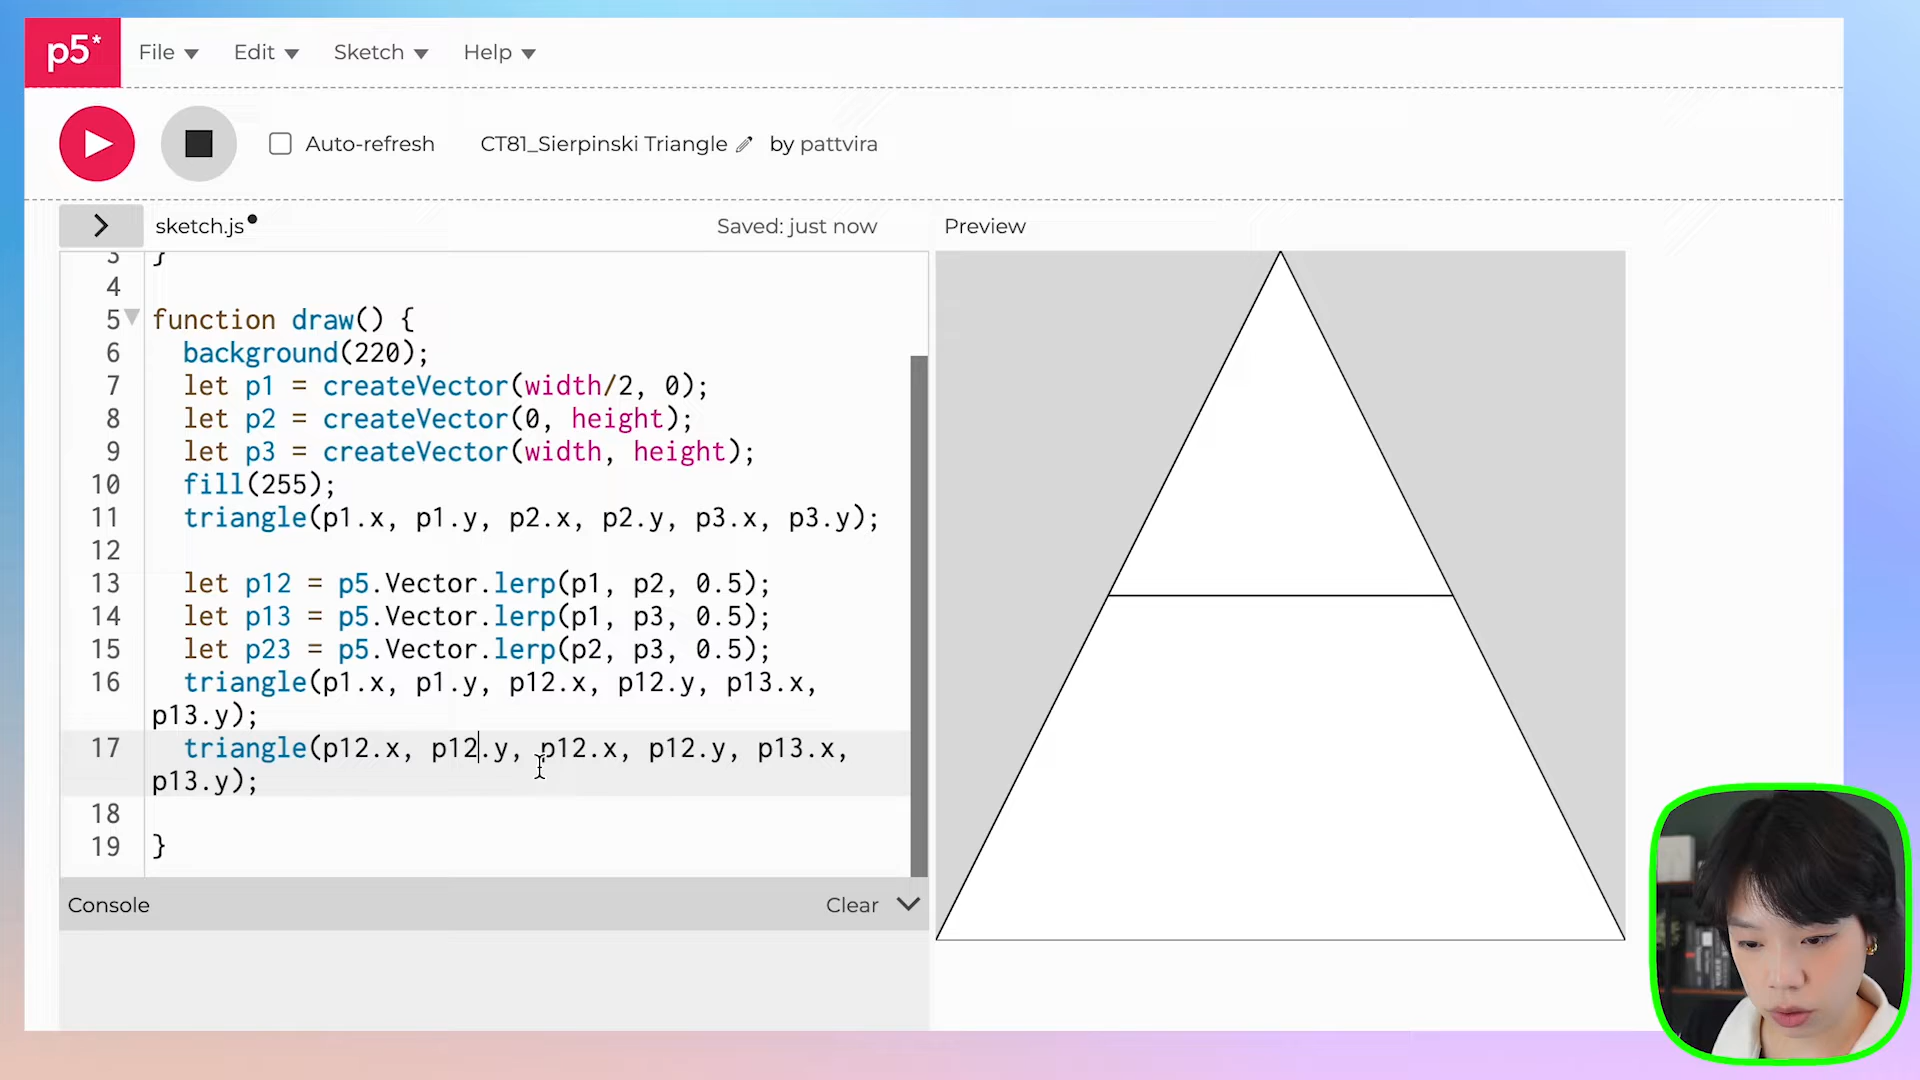 p5*
File
Edit
Sketch
Help
Auto-refresh
CT81_Sierpinski Triangle
by pattvira
sketch.js
Saved: just now
Preview
3 }
4
5 function draw() {
6 background(220);
7 let p1 = createVector(width/2, 0);
8 let p2 = createVector(0, height);
9 let p3 = createVector(width, height);
10 fill(255);
11 triangle(p1.x, p1.y, p2.x, p2.y, p3.x, p3.y);
12
13 let p12 = p5.Vector.lerp(p1, p2, 0.5);
14 let p13 = p5.Vector.lerp(p1, p3, 0.5);
15 let p23 = p5.Vector.lerp(p2, p3, 0.5);
16 triangle(p1.x, p1.y, p12.x, p12.y, p13.x,
p13.y);
17 triangle(p12.x, p12.y, p12.x, p12.y, p13.x,
p13.y);
18
19 }
Console
Clear